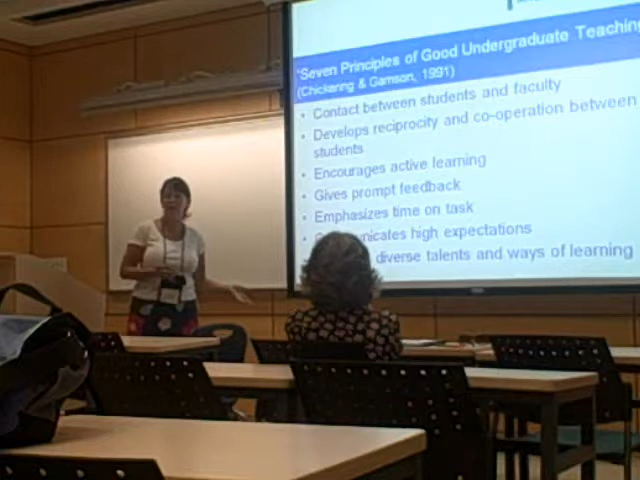 'Seven Principles of Good Undergraduate Teaching
(Chickering & Gamson, 1991)
• Contact between students and faculty
• Develops reciprocity and co-operation between
students
• Encourages active learning
• Gives prompt feedback
• Emphasizes time on task
high expectations
diverse talents and ways of learning